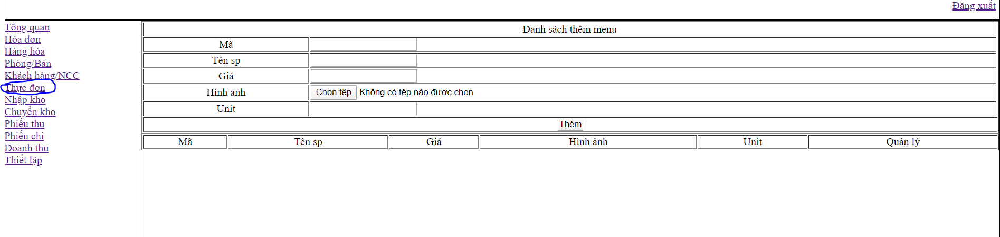 Đăng xuất
Tổng quan
Hóa đơn
Hàng hóa
Phòng/Bàn
Khách hàng/NCC
Thực đơn
Nhập kho
Chuyển kho
Phiếu thu
Phiếu chi
Doanh thu
Thiết lập
Danh sách thêm menu
Mã
Tên sp
Giá
Hình ảnh Chọn tệp Không có tệp nào được chọn
Unit
Thêm
Mã Tên sp Giá Hình ảnh Unit Quản lý